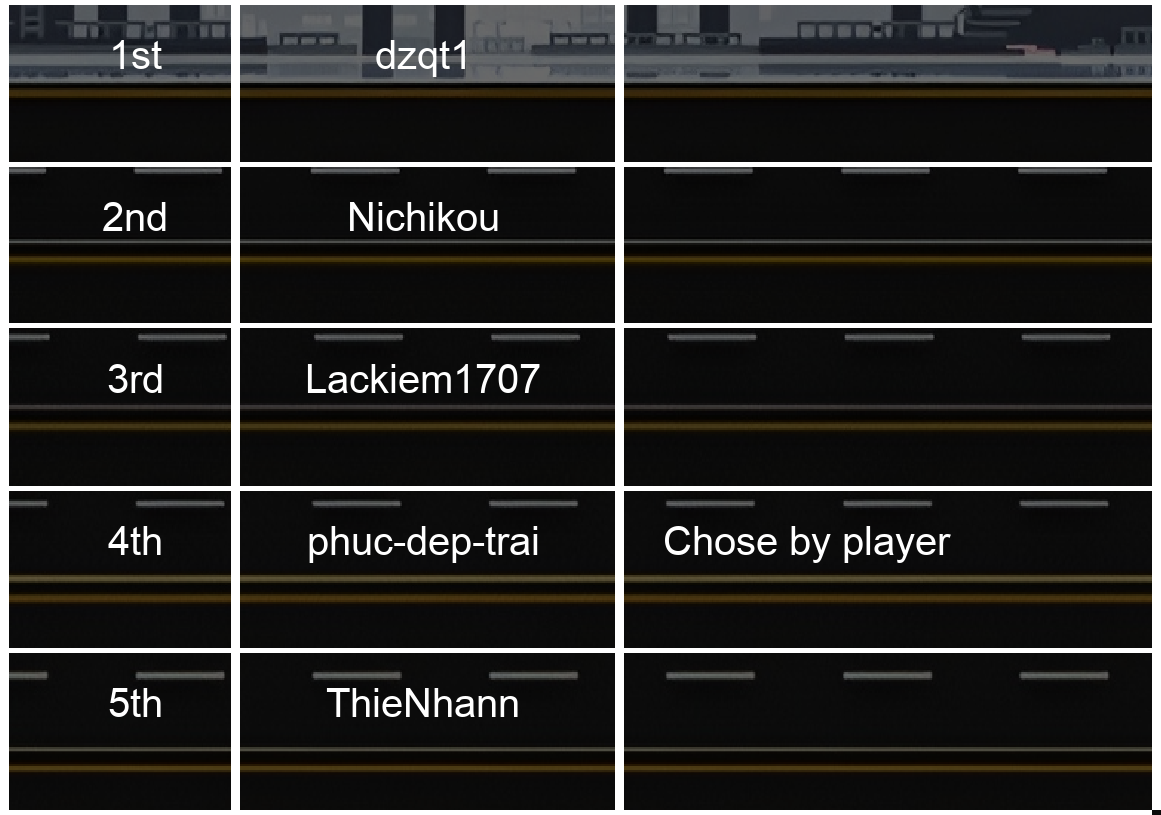 1st dzqt1
2nd Nichikou
3rd Lackiem1707
4th phuc-dep-trai Chose by player
5th ThieNhann